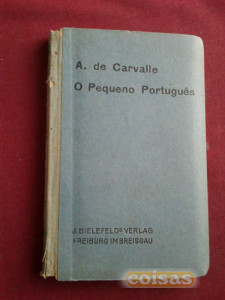 A. de Carvalle
O Pequeno Português
J. BIELEFELDS VERLAG
FREIBURG IM BREISGAU
coisas